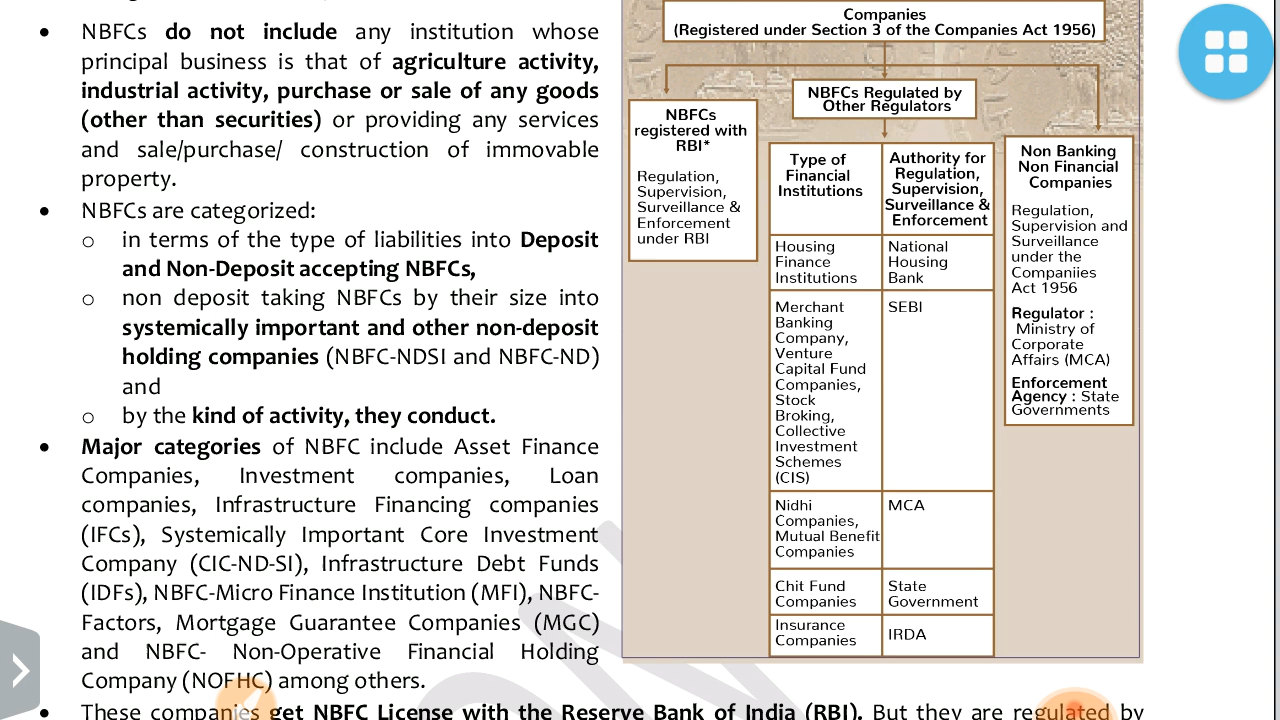 • NBFCs do not include any institution whose
principal business is that of agriculture activity,
industrial activity, purchase or sale of any goods
(other than securities) or providing any services
and sale/purchase/ construction of immovable
property.
• NBFCs are categorized:
o in terms of the type of liabilities into Deposit
and Non-Deposit accepting NBFCs,
o non deposit taking NBFCs by their size into
systemically important and other non-deposit
holding companies (NBFC-NDSI and NBFC-ND)
and
o by the kind of activity, they conduct.
• Major categories of NBFC include Asset Finance
Companies, Investment companies, Loan
companies, Infrastructure Financing companies
(IFCs), Systemically Important Core Investment
Company (CIC-ND-SI), Infrastructure Debt Funds
(IDFs), NBFC-Micro Finance Institution (MFI), NBFC-
Factors, Mortgage Guarantee Companies (MGC)
and NBFC- Non-Operative Financial Holding
Company (NOFHC) among others.
• These companies get NBFC License with the Reserve Bank of India (RBI). But they are regulated by
Companies
(Registered under Section 3 of the Companies Act 1956)
NBFCs
registered with
RBI*
Regulation,
Supervision,
Surveillance &
Enforcement
under RBI
NBFCs Regulated by
Other Regulators
Type of
Financial
Institutions
Authority for
Regulation,
Supervision,
Surveillance &
Enforcement
Housing
Finance
Institutions
National
Housing
Bank
Merchant
Banking
Company,
Venture
Capital Fund
Companies,
Stock
Broking,
Collective
Investment
Schemes
(CIS)
SEBI
Nidhi
Companies,
Mutual Benefit
Companies
MCA
Chit Fund
Companies
State
Government
Insurance
Companies
IRDA
Non Banking
Non Financial
Companies
Regulation,
Supervision and
Surveillance
under the
Companiies
Act 1956
Regulator :
Ministry of
Corporate
Affairs (MCA)
Enforcement
Agency : State
Governments